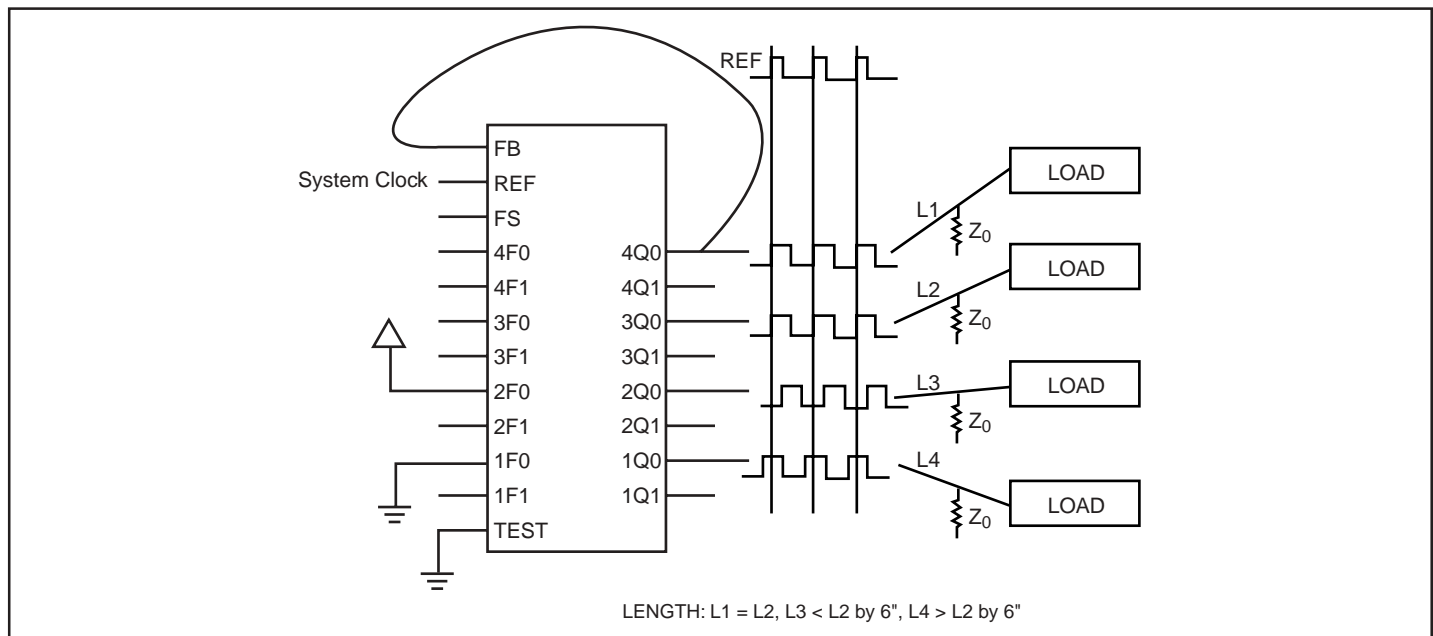 REF
FB
System Clock
REF
FS
4F0
4Q0
4F1
4Q1
3F0
3Q0
3F1
3Q1
2F0
2Q0
2F1
2Q1
1F0
1Q0
1F1
1Q1
TEST
L1
Z0
LOAD
L2
Z0
LOAD
L3
Z0
LOAD
L4
Z0
LOAD
LENGTH: L1 = L2, L3 < L2 by 6", L4 > L2 by 6"